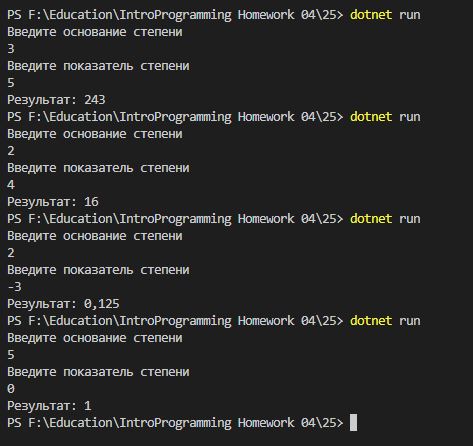 PS F:\Education\IntroProgramming Homework 04\25> dotnet run
Введите основание степени
3
Введите показатель степени
5
Результат: 243
PS F:\Education\IntroProgramming Homework 04\25> dotnet run
Введите основание степени
2
Введите показатель степени
4
Результат: 16
PS F:\Education\IntroProgramming Homework 04\25> dotnet run
Введите основание степени
2
Введите показатель степени
-3
Результат: 0,125
PS F:\Education\IntroProgramming Homework 04\25> dotnet run
Введите основание степени
5
Введите показатель степени
0
Результат: 1
PS F:\Education\IntroProgramming Homework 04\25>